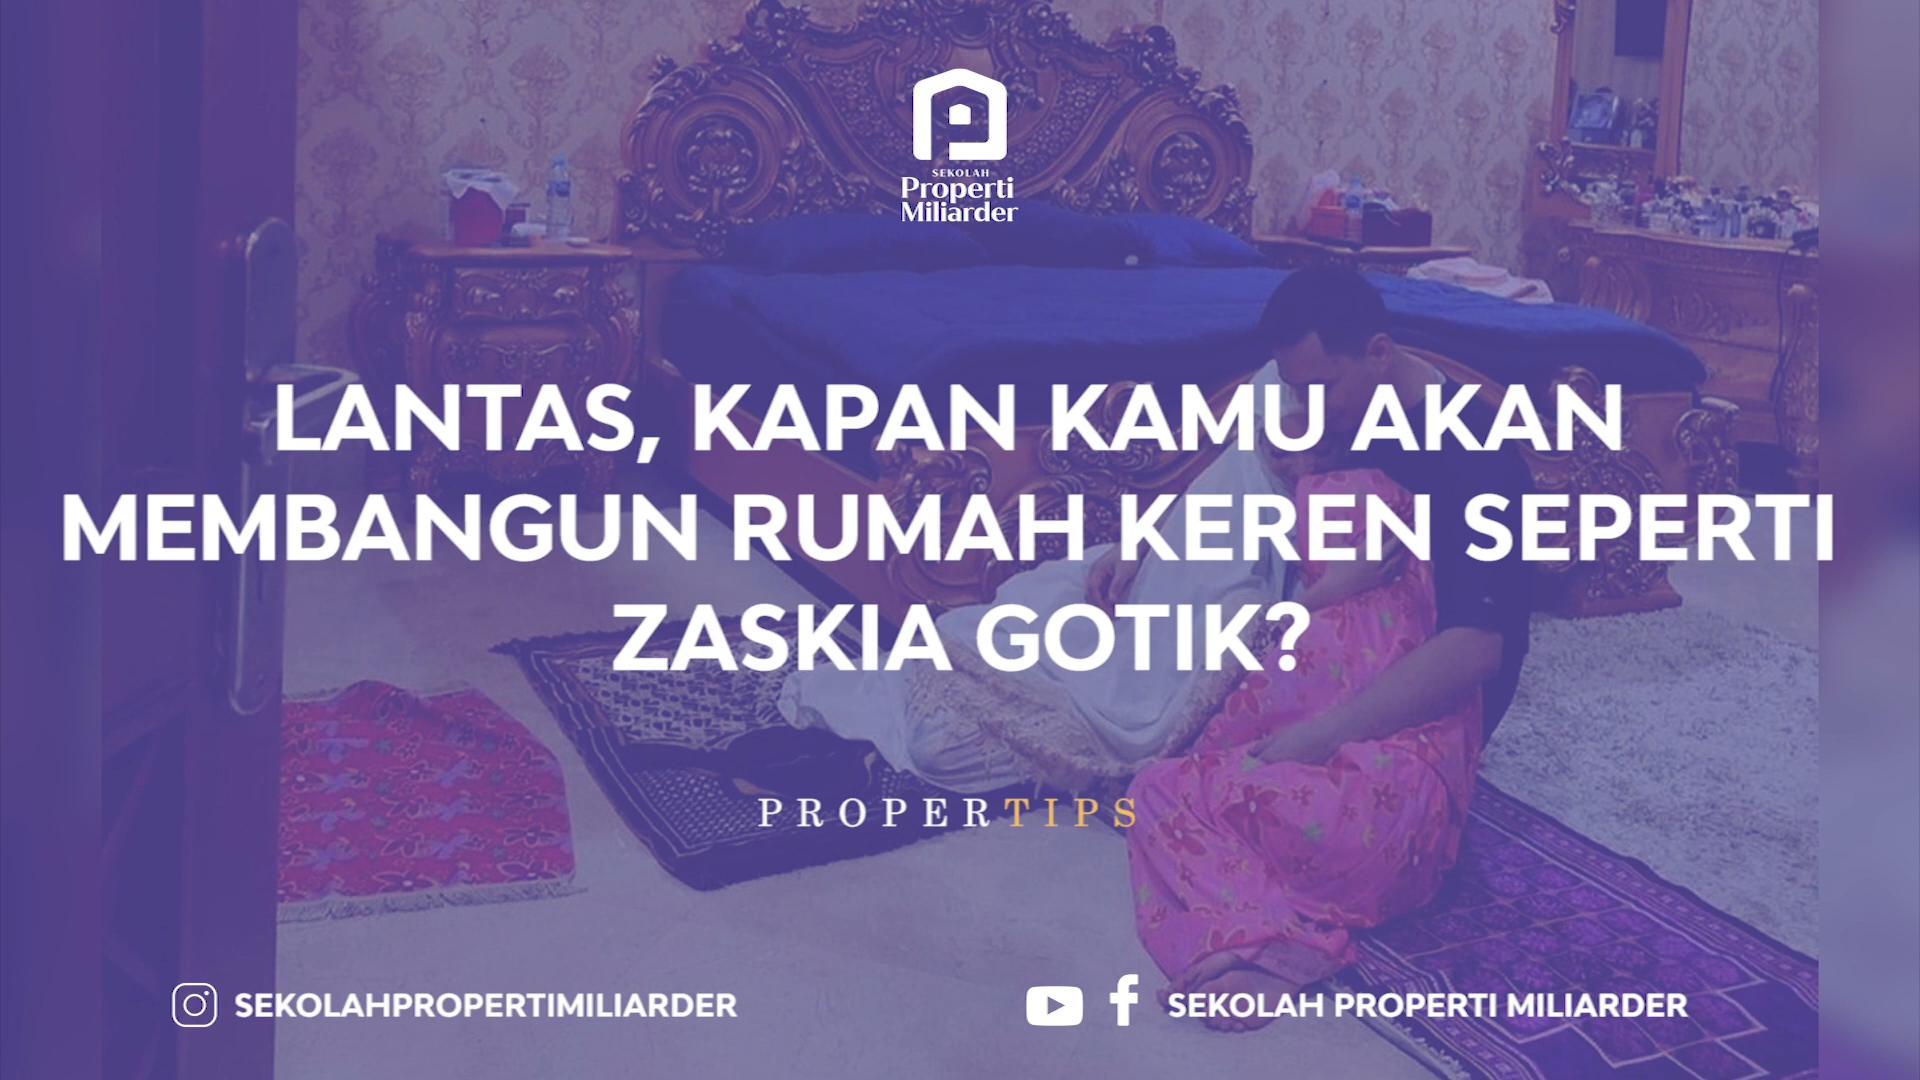 SEKOLAH
Properti
Miliarder
LANTAS, KAPAN KAMU AKAN
MEMBANGUN RUMAH KEREN SEPERTI
ZASKIA GOTIK?
PROPERTIPS
SEKOLAHPROPERTIMILIARDER
SEKOLAH PROPERTI MILIARDER